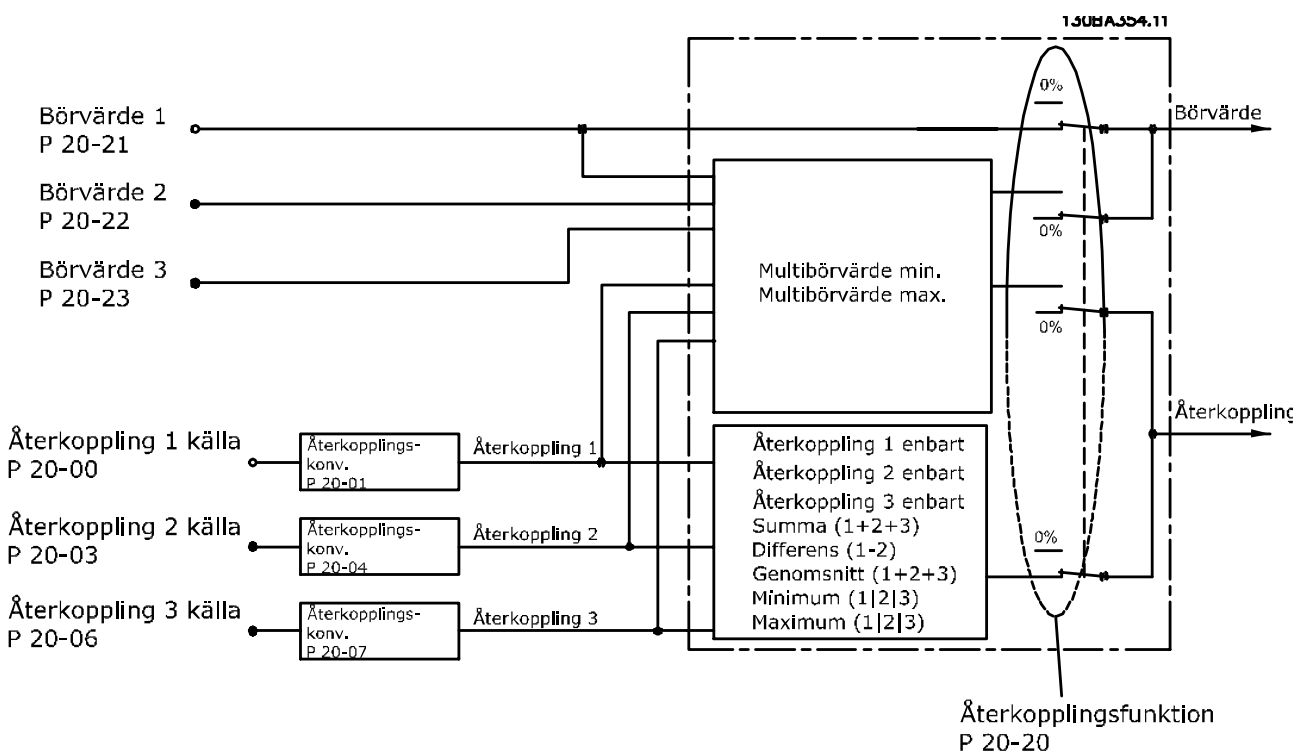 130BA354.11
Börvärde 1
P 20-21
Börvärde 2
P 20-22
Börvärde 3
P 20-23
0%
Börvärde
0%
Multibörvärde min.
Multibörvärde max.
0%
Återkoppling
Återkoppling 1 källa
P 20-00
Återkopplings-
konv.
P 20-01
Återkoppling 1
Återkoppling 2 källa
P 20-03
Återkopplings-
konv.
P 20-04
Återkoppling 2
Återkoppling 3 källa
P 20-06
Återkopplings-
konv.
P 20-07
Återkoppling 3
Återkoppling 1 enbart
Återkoppling 2 enbart
Återkoppling 3 enbart
Summa (1+2+3)
Differens (1-2)
Genomsnitt (1+2+3)
Minimum (1|2|3)
Maximum (1|2|3)
0%
Återkopplingsfunktion
P 20-20